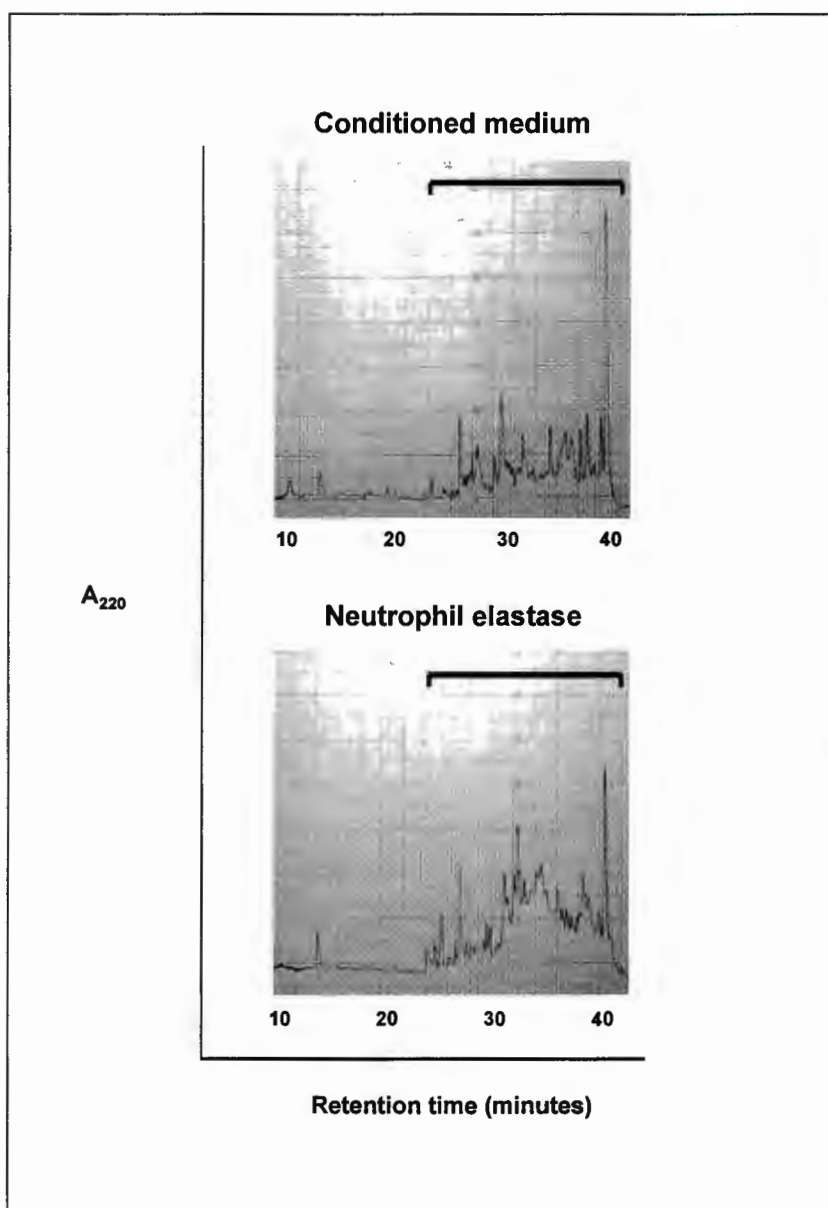 Conditioned medium
10 20 30 40
A220
Neutrophil elastase
10 20 30 40
Retention time (minutes)